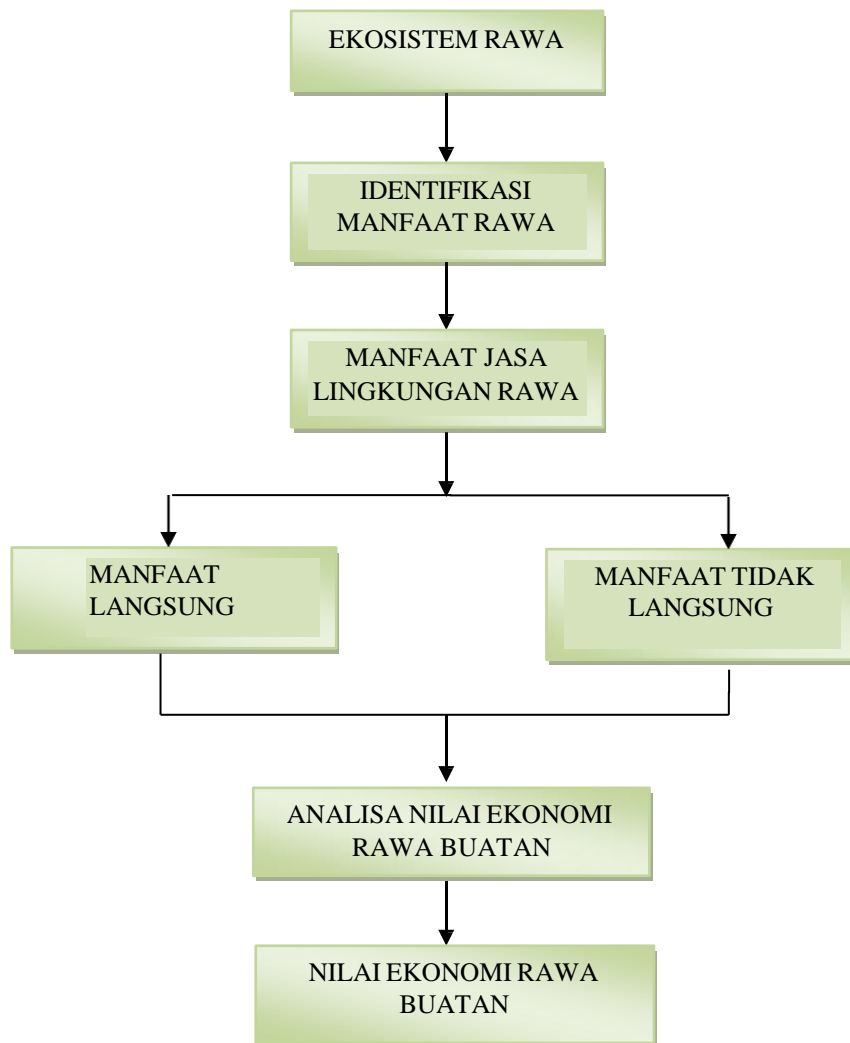 EKOSISTEM RAWA
IDENTIFIKASI
MANFAAT RAWA
MANFAAT JASA
LINGKUNGAN RAWA
MANFAAT
LANGSUNG
MANFAAT TIDAK
LANGSUNG
ANALISA NILAI EKONOMI
RAWA BUATAN
NILAI EKONOMI RAWA
BUATAN